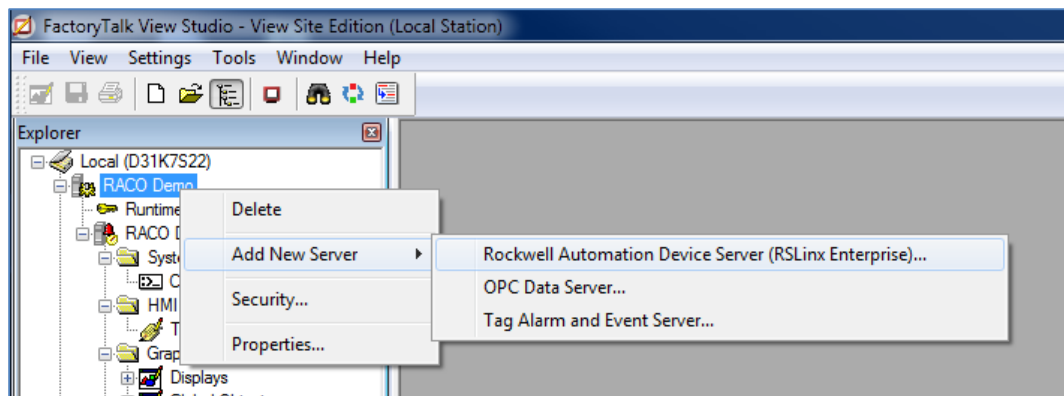 FactoryTalk View Studio - View Site Edition (Local Station)
File View Settings Tools Window Help
Explorer
Local (D31K7S22)
RACO Demo
Runtime
Delete
RACO
Add New Server
Rockwell Automation Device Server (RSLinx Enterprise)...
OPC Data Server...
HMI
Security...
Tag Alarm and Event Server...
Properties...
Displays